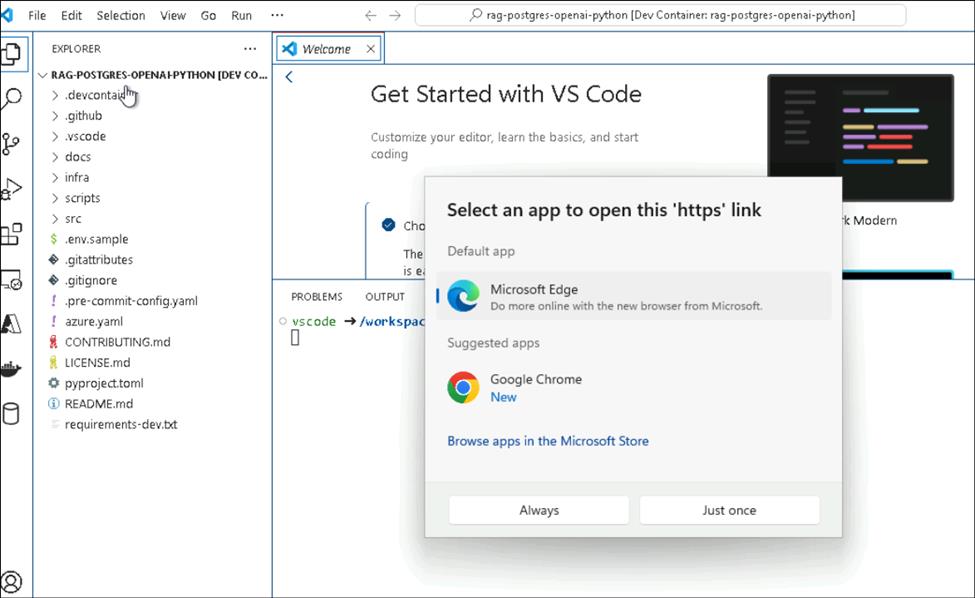 File Edit Selection View Go Run ···
rag-postgres-openai-python [Dev Container: rag-postgres-openai-python]
EXPLORER ···
RAG-POSTGRES-OPENAI-PYTHON [DEV CO...
.devcontai
.github
.vscode
docs
infra
scripts
src
.env.sample
.gitattributes
.gitignore
.pre-commit-config.yaml
azure.yaml
CONTRIBUTING.md
LICENSE.md
pyproject.toml
README.md
requirements-dev.txt
Welcome
Get Started with VS Code
Customize your editor, learn the basics, and start
coding
Cho
The
is ea
rk Modern
PROBLEMS OUTPUT
vscode →/workspac
Select an app to open this 'https' link
Default app
Microsoft Edge
Do more online with the new browser from Microsoft.
Suggested apps
Google Chrome
New
Browse apps in the Microsoft Store
Always Just once